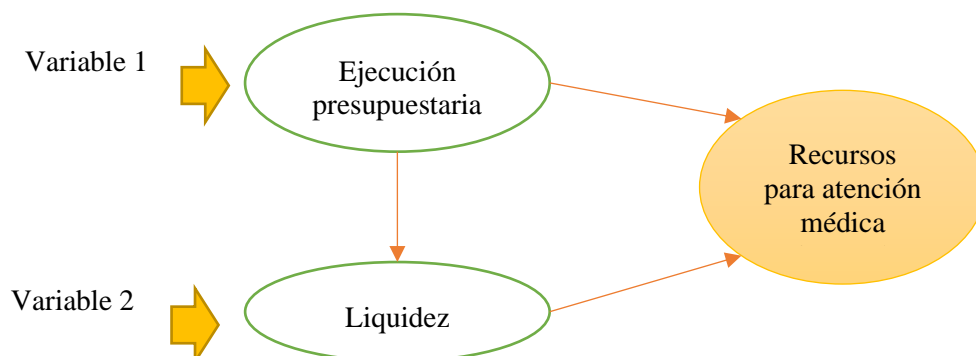 Variable 1
Ejecución
presupuestaria
Recursos
para atención
médica
Variable 2
Liquidez